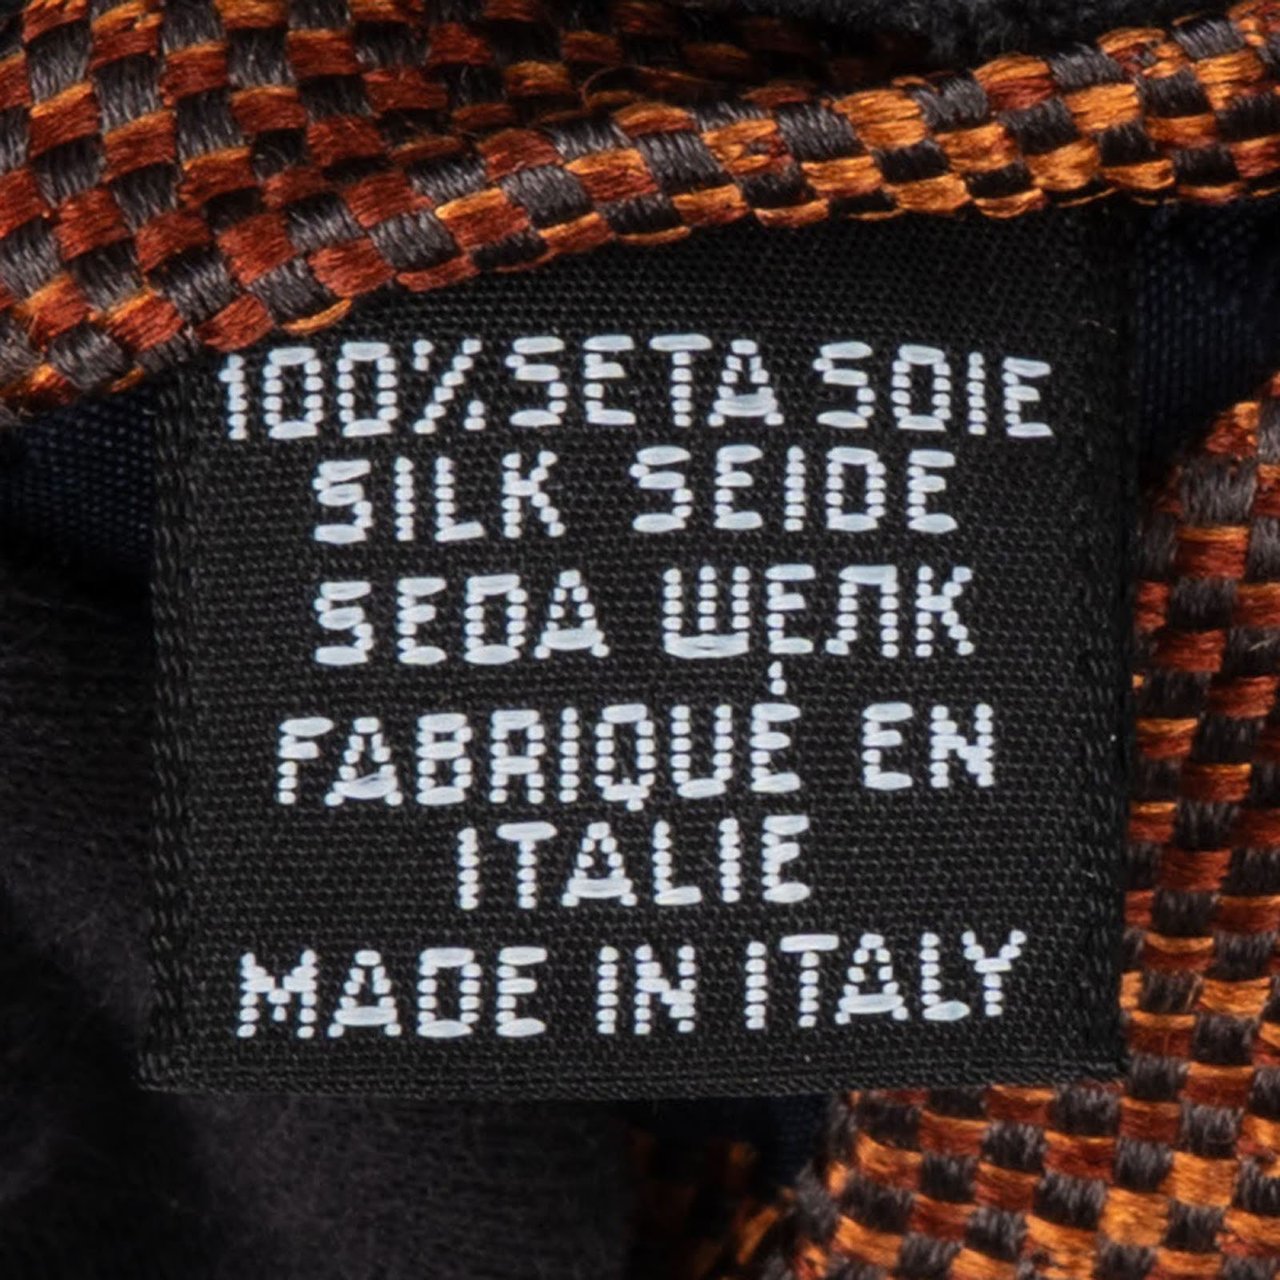 100% SETA SOIE
SILK SEIDE
SEDA ШЕЛК
FABRIQUÉ EN
ITALIE
MADE IN ITALY